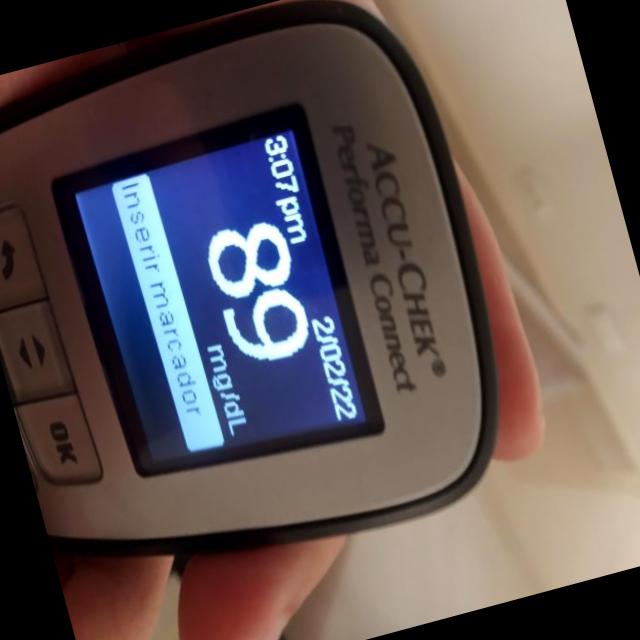 ACCU-CHEK®
Performa Connect
3:07 pm 2/02/22
89
mg/dL
Inserir marcador
OK